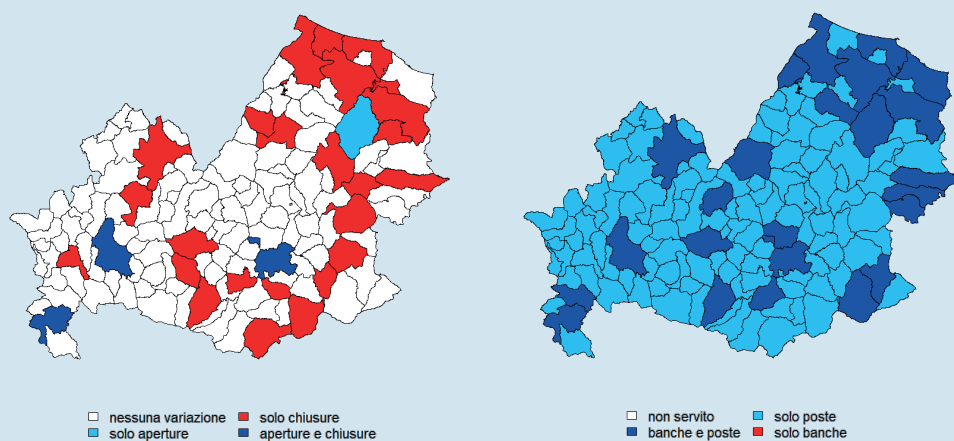 nessuna variazione solo chiusure
solo aperture aperture e chiusure
non servito solo poste
banche e poste solo banche